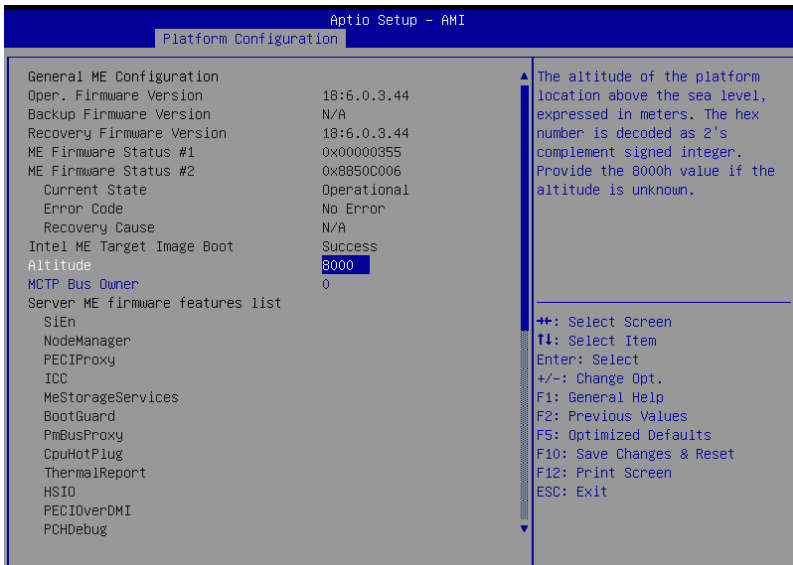 Aptio Setup - AMI
Platform Configuration
General ME Configuration
Oper. Firmware Version 18:6.0.3.44
Backup Firmware Version N/A
Recovery Firmware Version 18:6.0.3.44
ME Firmware Status #1 0x00000355
ME Firmware Status #2 0x8850C006
Current State Operational
Error Code No Error
Recovery Cause N/A
Intel ME Target Image Boot Success
Altitude 8000
MCTP Bus Owner 0
Server ME firmware features list
SiEn
NodeManager
PECIProxy
ICC
MeStorageServices
BootGuard
PmBusProxy
CpuHotPlug
ThermalReport
HSIO
PECIOverDMI
PCHDebug
The altitude of the platform
location above the sea level,
expressed in meters. The hex
number is decoded as 2's
complement signed integer.
Provide the 8000h value if the
altitude is unknown.
→←: Select Screen
↑↓: Select Item
Enter: Select
+/-: Change Opt.
F1: General Help
F2: Previous Values
F5: Optimized Defaults
F10: Save Changes & Reset
F12: Print Screen
ESC: Exit